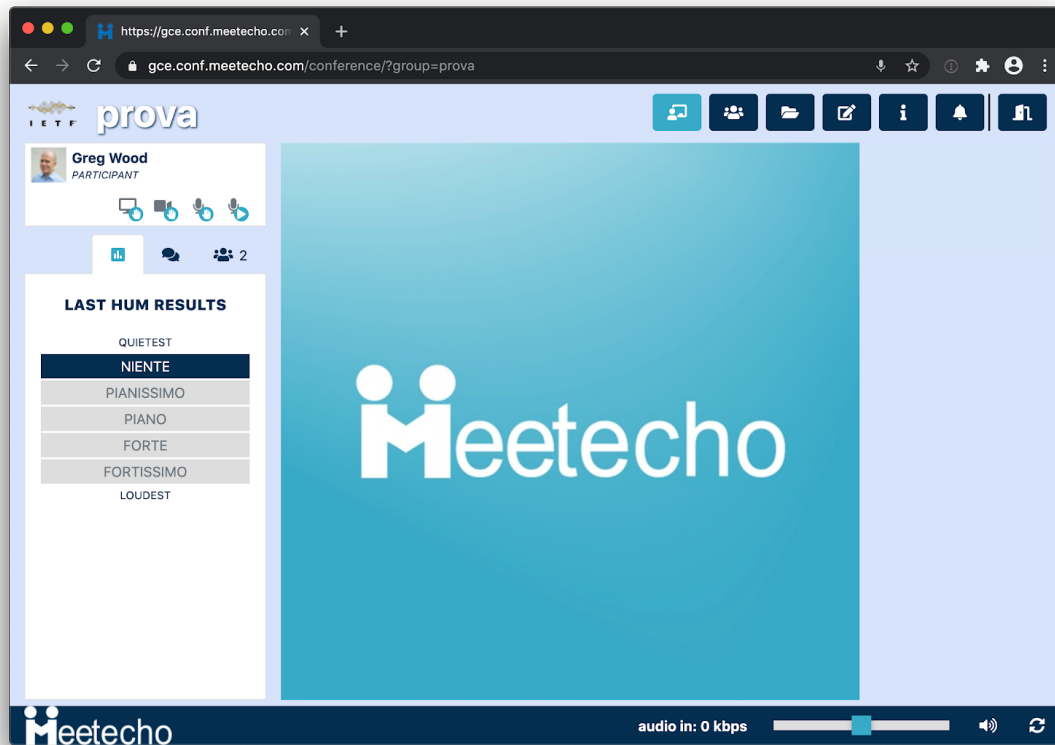 https://gce.conf.meetecho.com
gce.conf.meetecho.com/conference/?group=prova
IETF
prova
Greg Wood
PARTICIPANT
2
LAST HUM RESULTS
QUIETEST
NIENTE
PIANISSIMO
PIANO
FORTE
FORTISSIMO
LOUDEST
Meetecho
Meetecho
audio in: 0 kbps